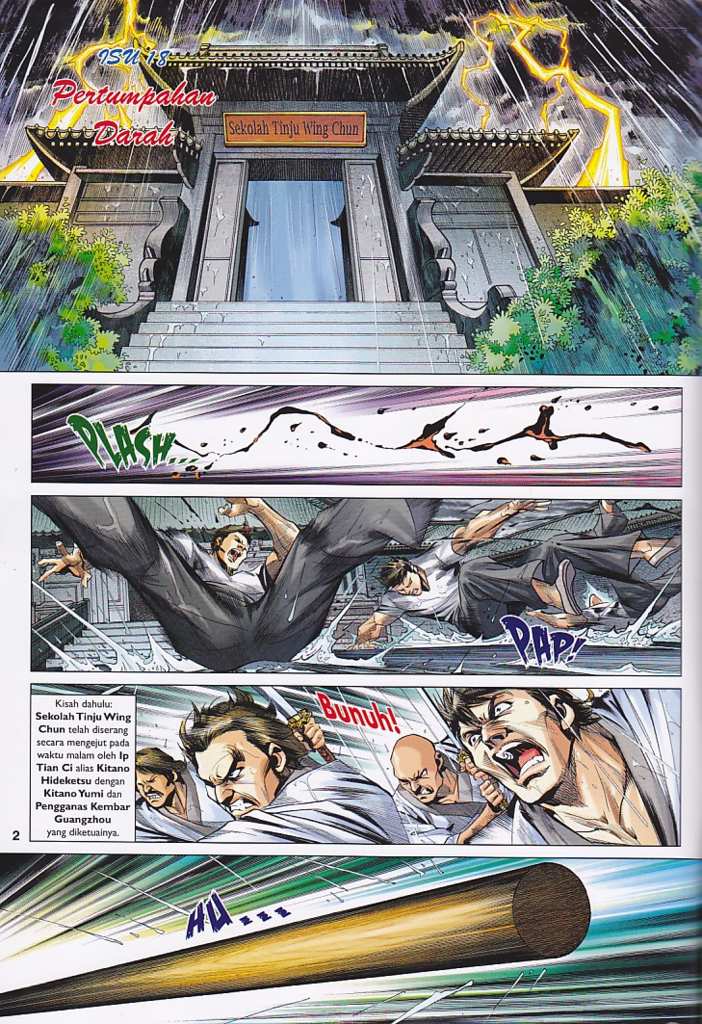 ISU 18
Pertumpahan
Darah
Sekolah Tinju Wing Chun
PLASH....
PAP!
Bunuh!
Kisah dahulu:
Sekolah Tinju Wing
Chun telah diserang
secara mengejut pada
waktu malam oleh Ip
Tian Ci alias Kitano
Hideketsu dengan
Kitano Yumi dan
Pengganas Kembar
Guangzhou
yang diketuainya.
2
HU...